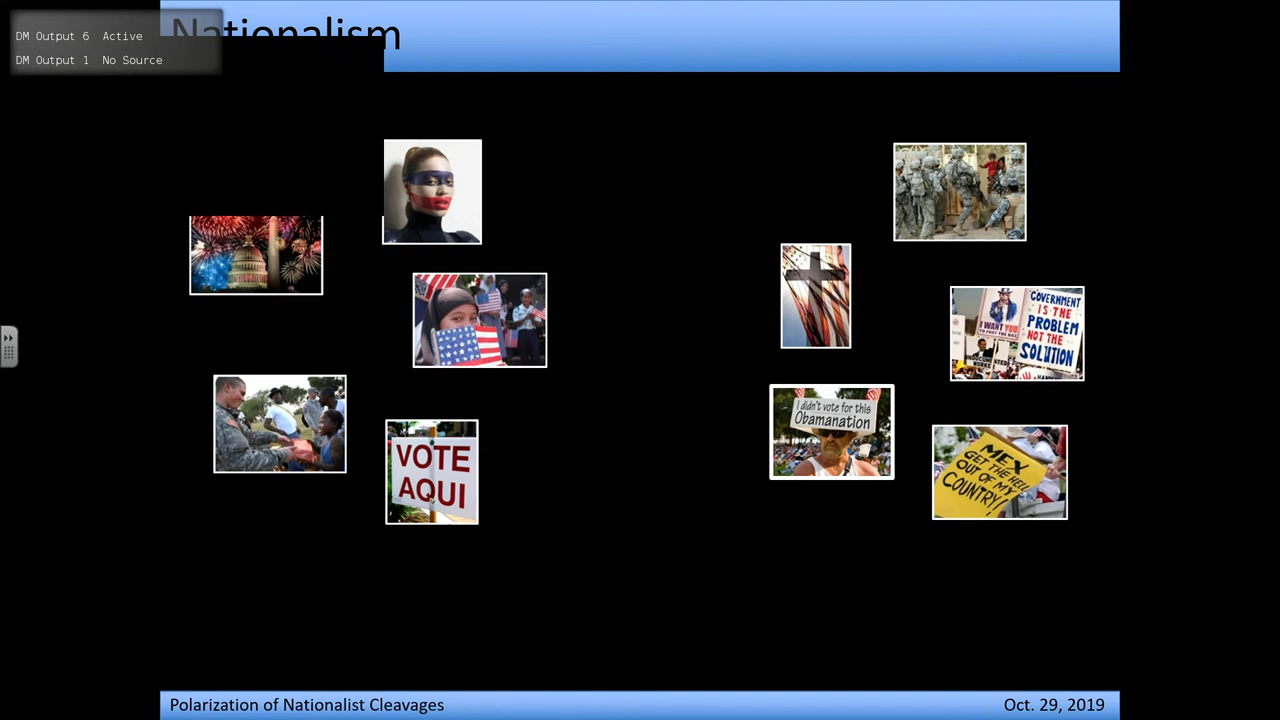 Nationalism
DM Output 6 Active
DM Output 1 No Source
GOVERNMENT
IS THE
PROBLEM
NOT THE
SOLUTION
I WANT YOU
I didn't vote for this
Obamanation
VOTE
AQUI
MEX
GET THE HELL
OUT OF MY
COUNTRY!
Polarization of Nationalist Cleavages
Oct. 29, 2019